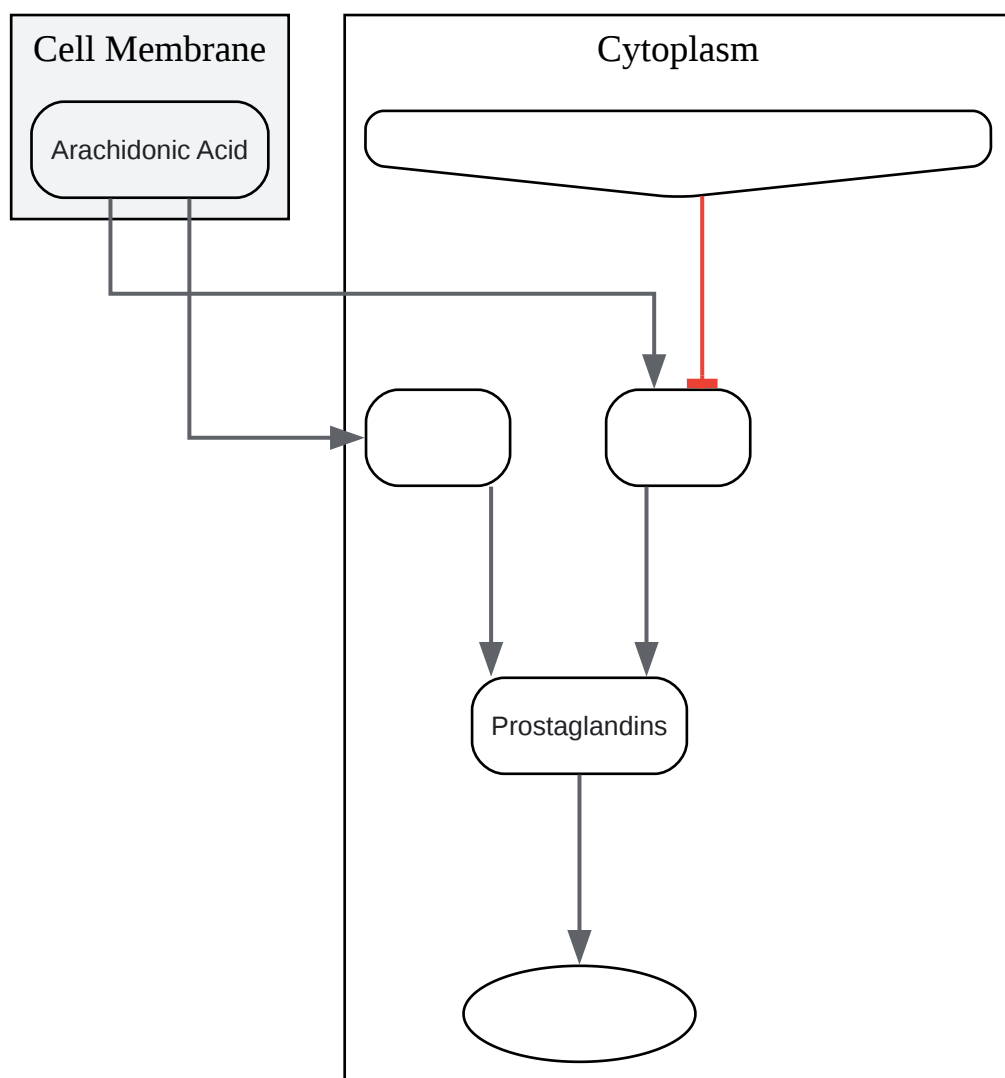 Cell Membrane
Cytoplasm
Arachidonic Acid
Prostaglandins